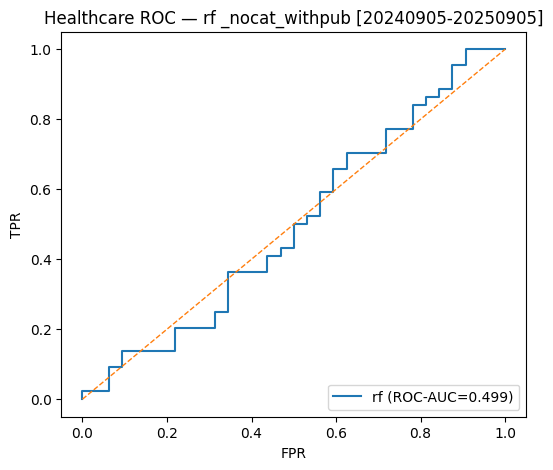 Healthcare ROC — rf _nocat_withpub [20240905-20250905]
1.0
0.8
0.6
0.4
0.2
0.0
TPR
0.0 0.2 0.4 0.6 0.8 1.0
FPR
rf (ROC-AUC=0.499)